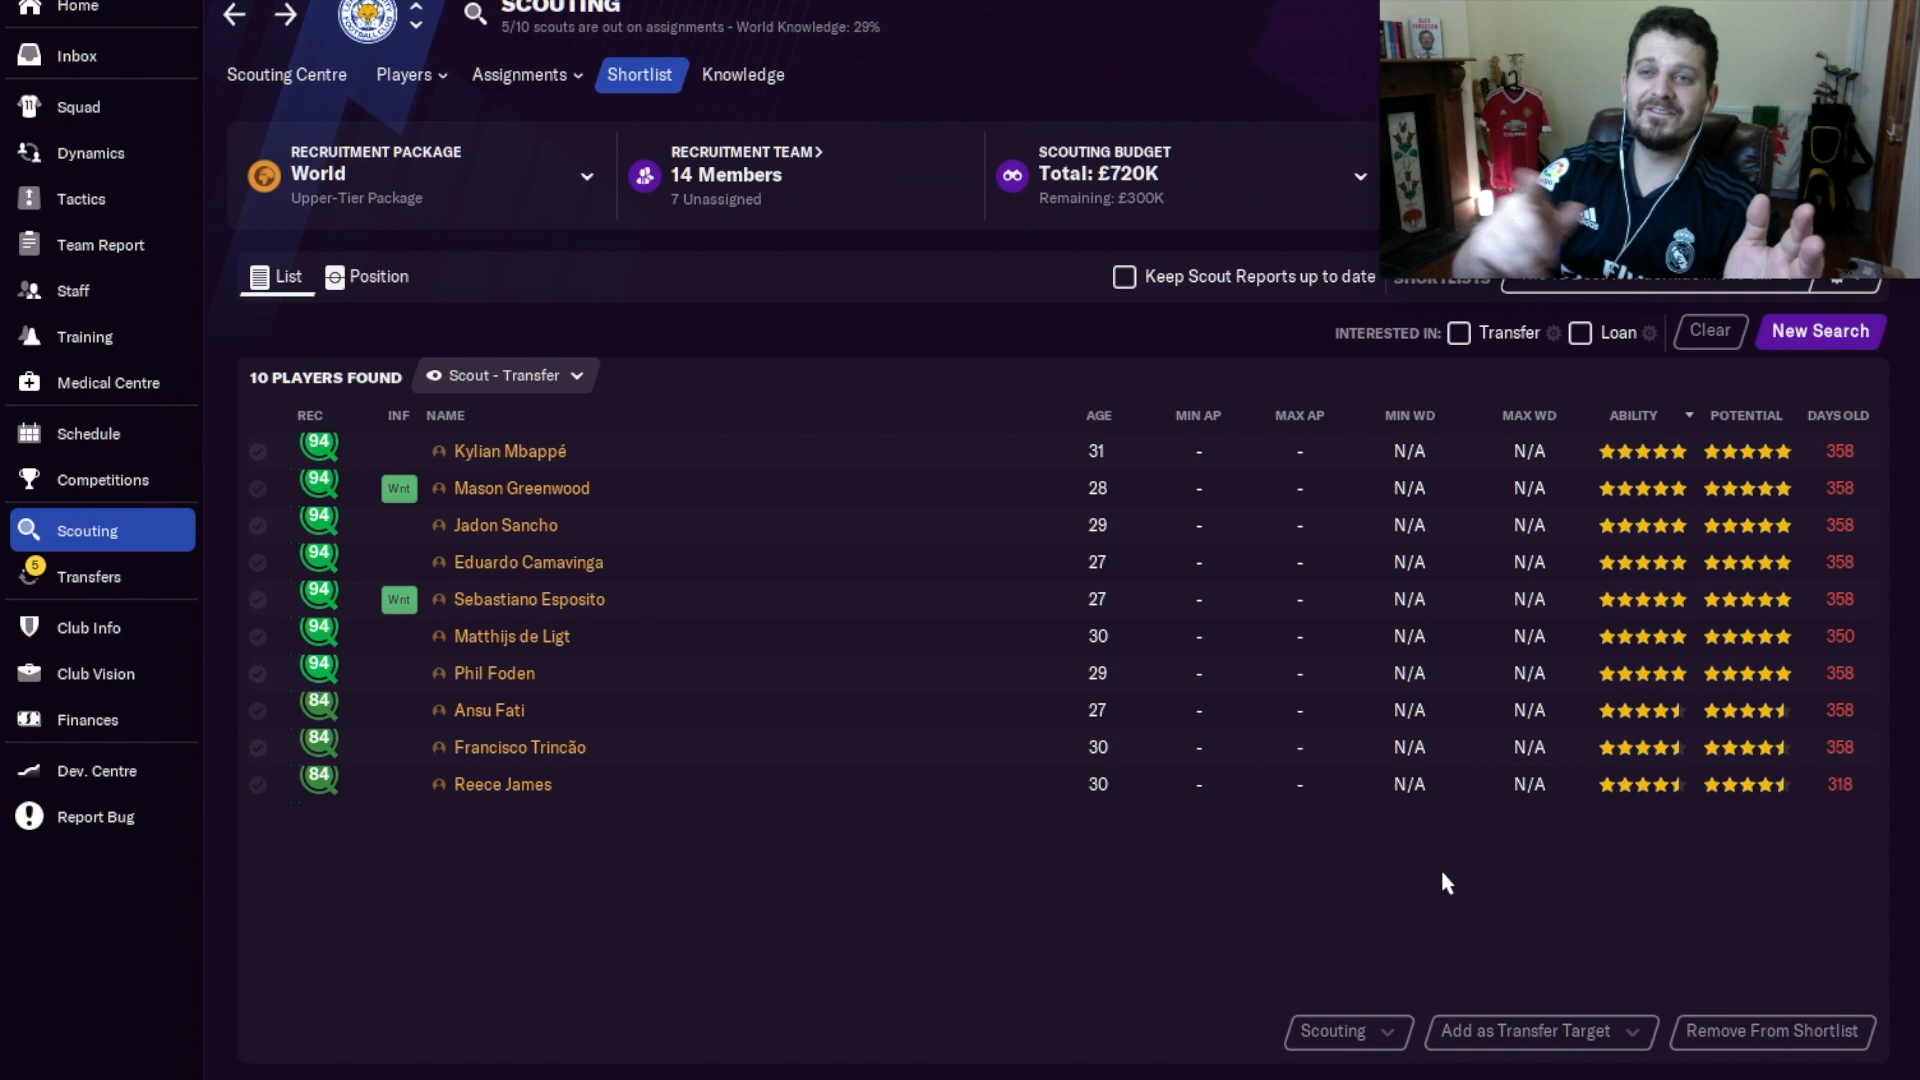 Home
SCOUTING
5/10 scouts are out on assignments - World Knowledge: 29%
Inbox
Scouting Centre Players Assignments Shortlist Knowledge
Squad
Dynamics
Tactics
Team Report
Staff
Training
Medical Centre
Schedule
Competitions
Scouting
5
Transfers
Club Info
Club Vision
Finances
Dev. Centre
Report Bug
RECRUITMENT PACKAGE
World
Upper-Tier Package
RECRUITMENT TEAM>
14 Members
7 Unassigned
SCOUTING BUDGET
Total: £720K
Remaining: £300K
List Position Keep Scout Reports up to date SHORTLISTS
INTERESTED IN: Transfer Loan Clear New Search
10 PLAYERS FOUND Scout - Transfer
REC INF NAME AGE MIN AP MAX AP MIN WD MAX WD ABILITY POTENTIAL DAYS OLD
94 Kylian Mbappé 31 - - N/A N/A 358
94 Wnt Mason Greenwood 28 - - N/A N/A 358
94 Jadon Sancho 29 - - N/A N/A 358
94 Eduardo Camavinga 27 - - N/A N/A 358
94 Wnt Sebastiano Esposito 27 - - N/A N/A 358
94 Matthijs de Ligt 30 - - N/A N/A 350
94 Phil Foden 29 - - N/A N/A 358
84 Ansu Fati 27 - - N/A N/A 358
84 Francisco Trincão 30 - - N/A N/A 358
84 Reece James 30 - - N/A N/A 318
Scouting Add as Transfer Target Remove From Shortlist